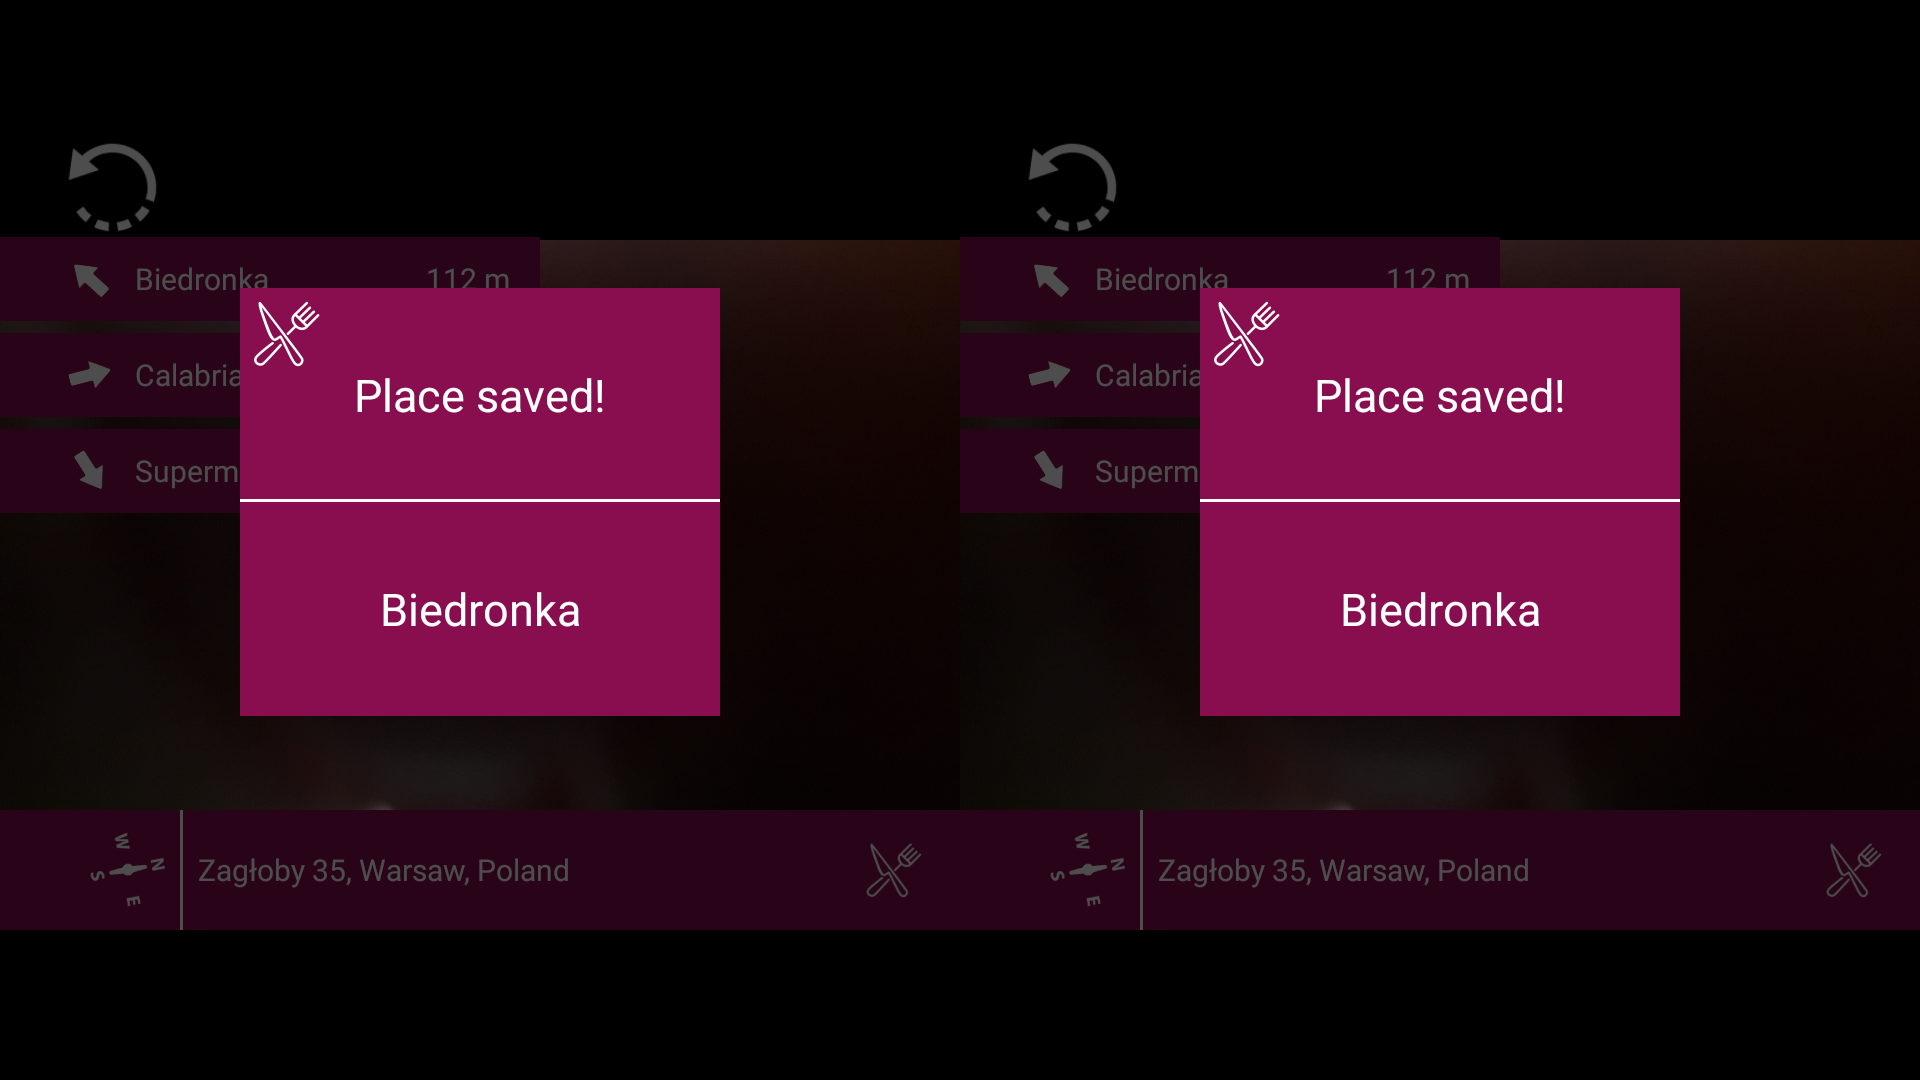 Biedronka 112 m
Calabria
Superm
Place saved!
Biedronka
W
N
S
E
Zagłoby 35, Warsaw, Poland
Biedronka 112 m
Calabria
Superm
Place saved!
Biedronka
W
N
S
E
Zagłoby 35, Warsaw, Poland